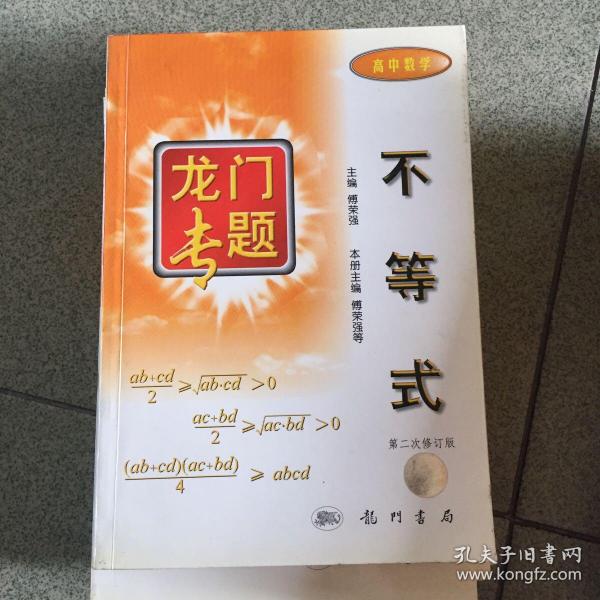 高中数学
龙门
专题
不等式
主编 傅荣强
本册主编 傅荣强等
(ab+cd)/2 ⩾ √(ab·cd) >0
(ac+bd)/2 ⩾ √(ac·bd) >0
(ab+cd)(ac+bd)/4 ⩾ abcd
第二次修订版
龍門書局
孔夫子旧书网
www.kongfz.com